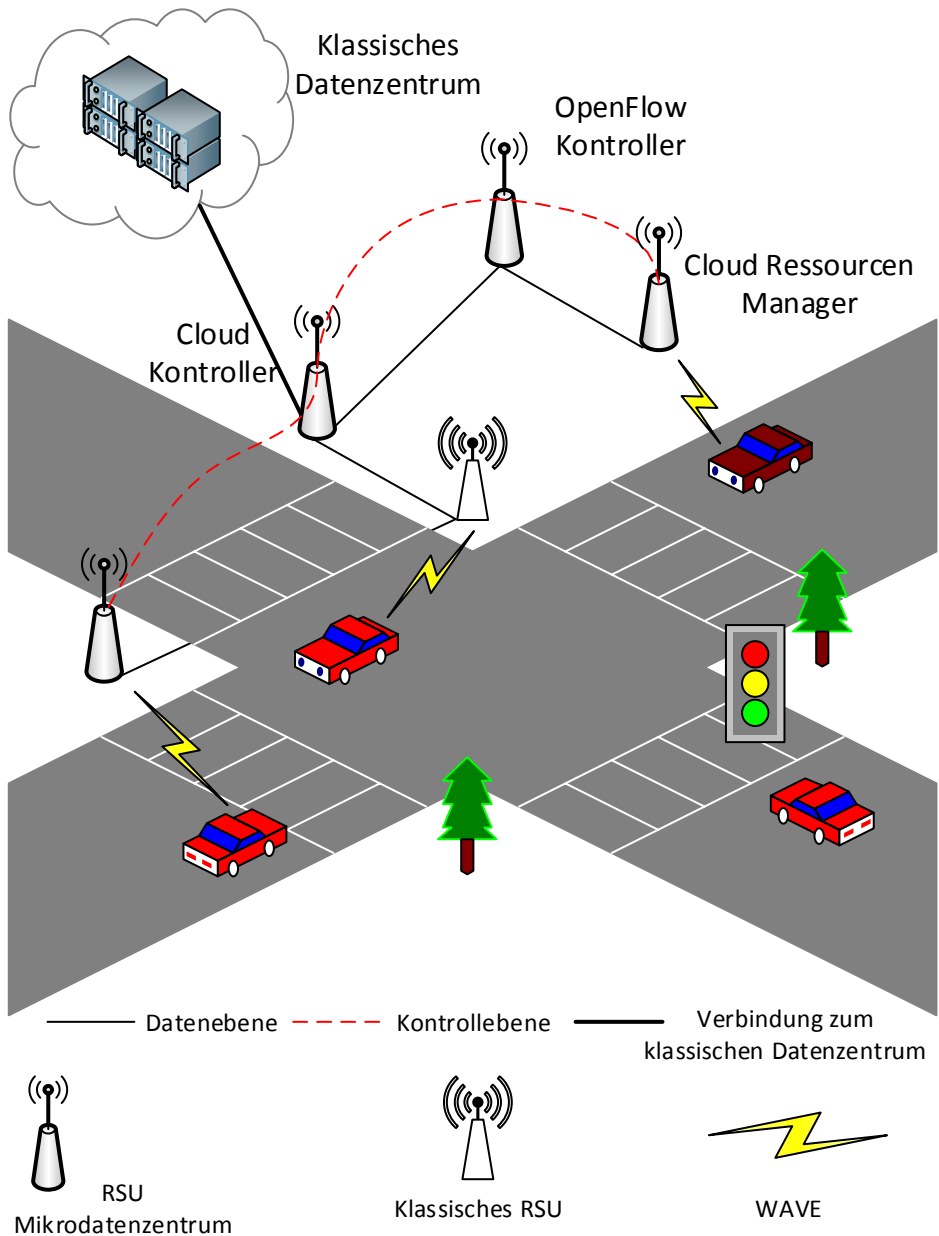 Klassisches
Datenzentrum
OpenFlow
Kontroller
Cloud Ressourcen
Manager
Cloud
Kontroller
Datenebene
Kontrollebene
Verbindung zum
klassischen Datenzentrum
RSU
Mikrodatenzentrum
Klassisches RSU
WAVE